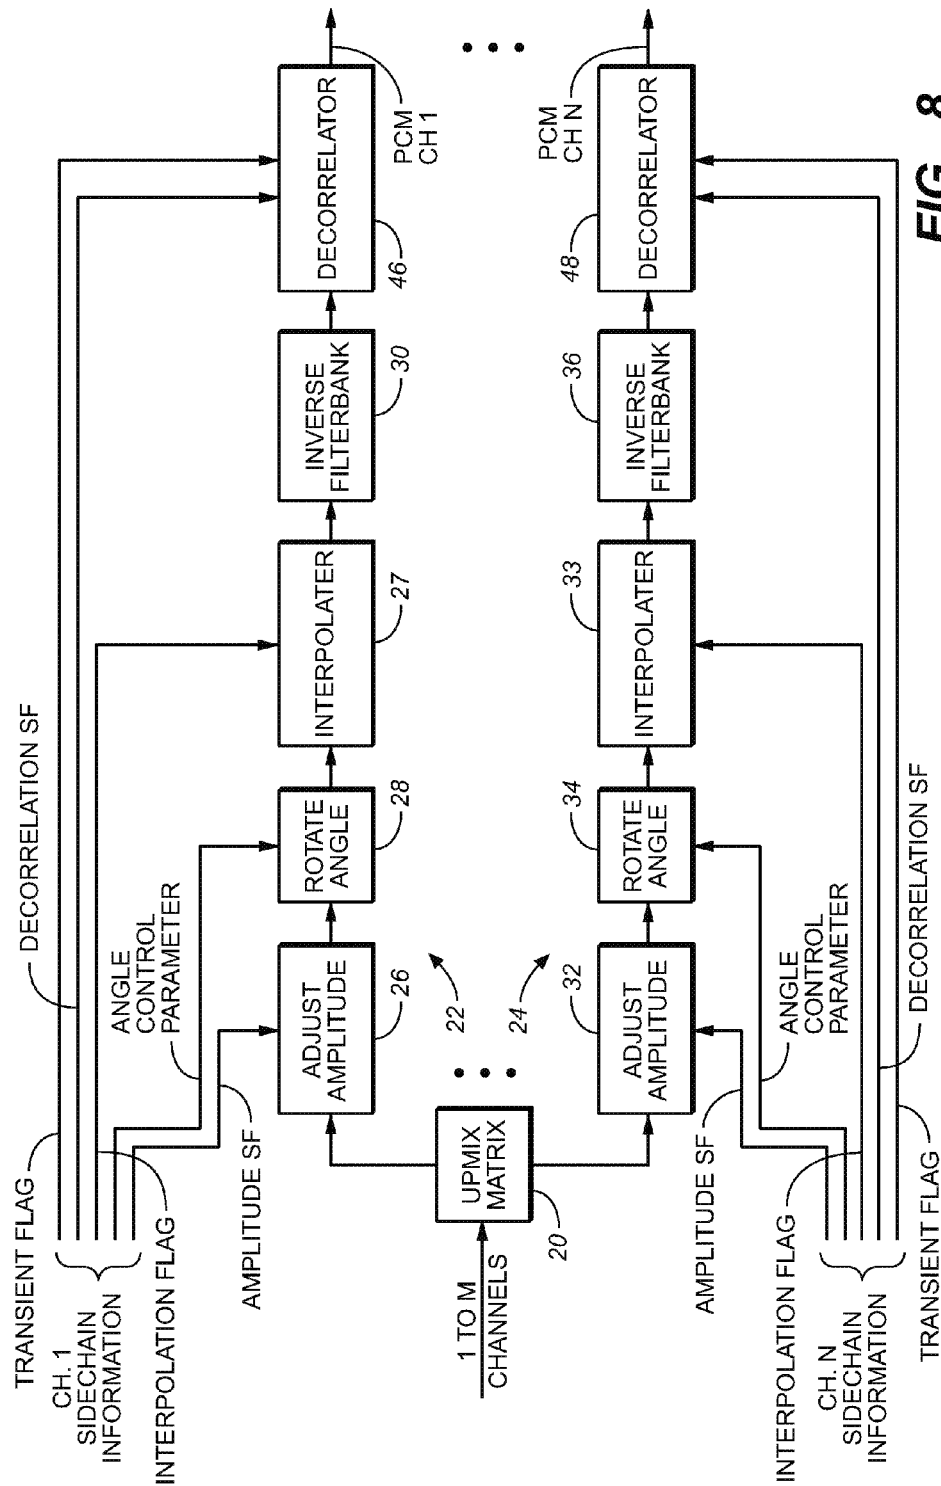 TRANSIENT FLAG
DECORRELATION SF
CH. 1
SIDECHAIN
INFORMATION
ANGLE
CONTROL
PARAMETER
INTERPOLATION FLAG
AMPLITUDE SF
ADJUST
AMPLITUDE
26
ROTATE
ANGLE
28
INTERPOLATER
27
INVERSE
FILTERBANK
30
DECORRELATOR
46
PCM
CH 1
1 TO M
CHANNELS
UPMIX
MATRIX
20
22
24
ADJUST
AMPLITUDE
32
ROTATE
ANGLE
34
INTERPOLATER
33
INVERSE
FILTERBANK
36
DECORRELATOR
48
PCM
CH N
AMPLITUDE SF
ANGLE
CONTROL
PARAMETER
INTERPOLATION FLAG
CH. N
SIDECHAIN
INFORMATION
DECORRELATION SF
TRANSIENT FLAG
FIG._8